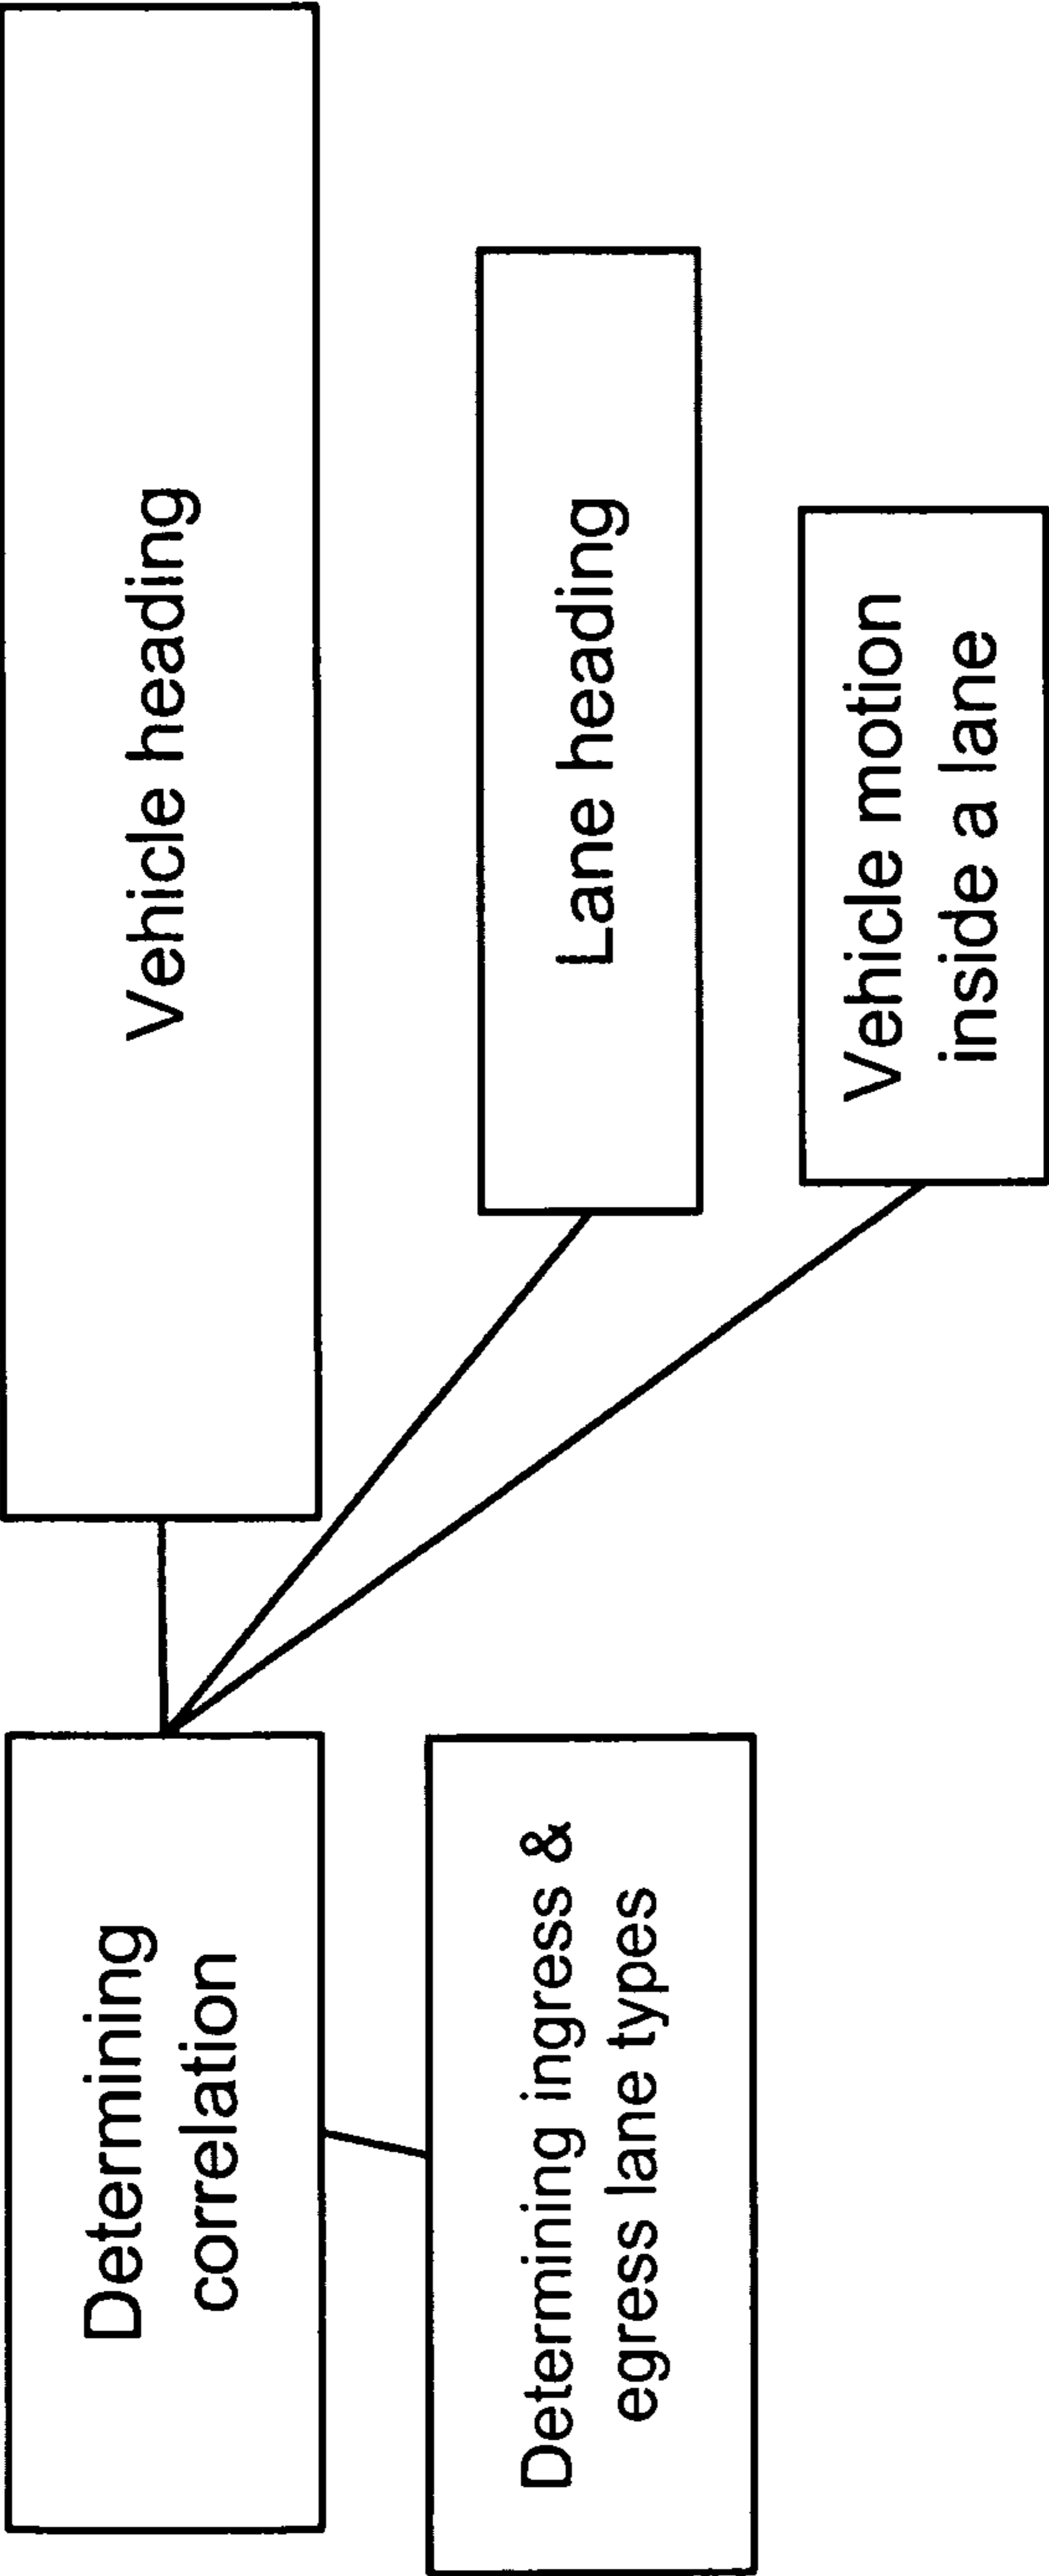 Determining
correlation
Vehicle heading
Determining ingress &
egress lane types
Lane heading
Vehicle motion
inside a lane